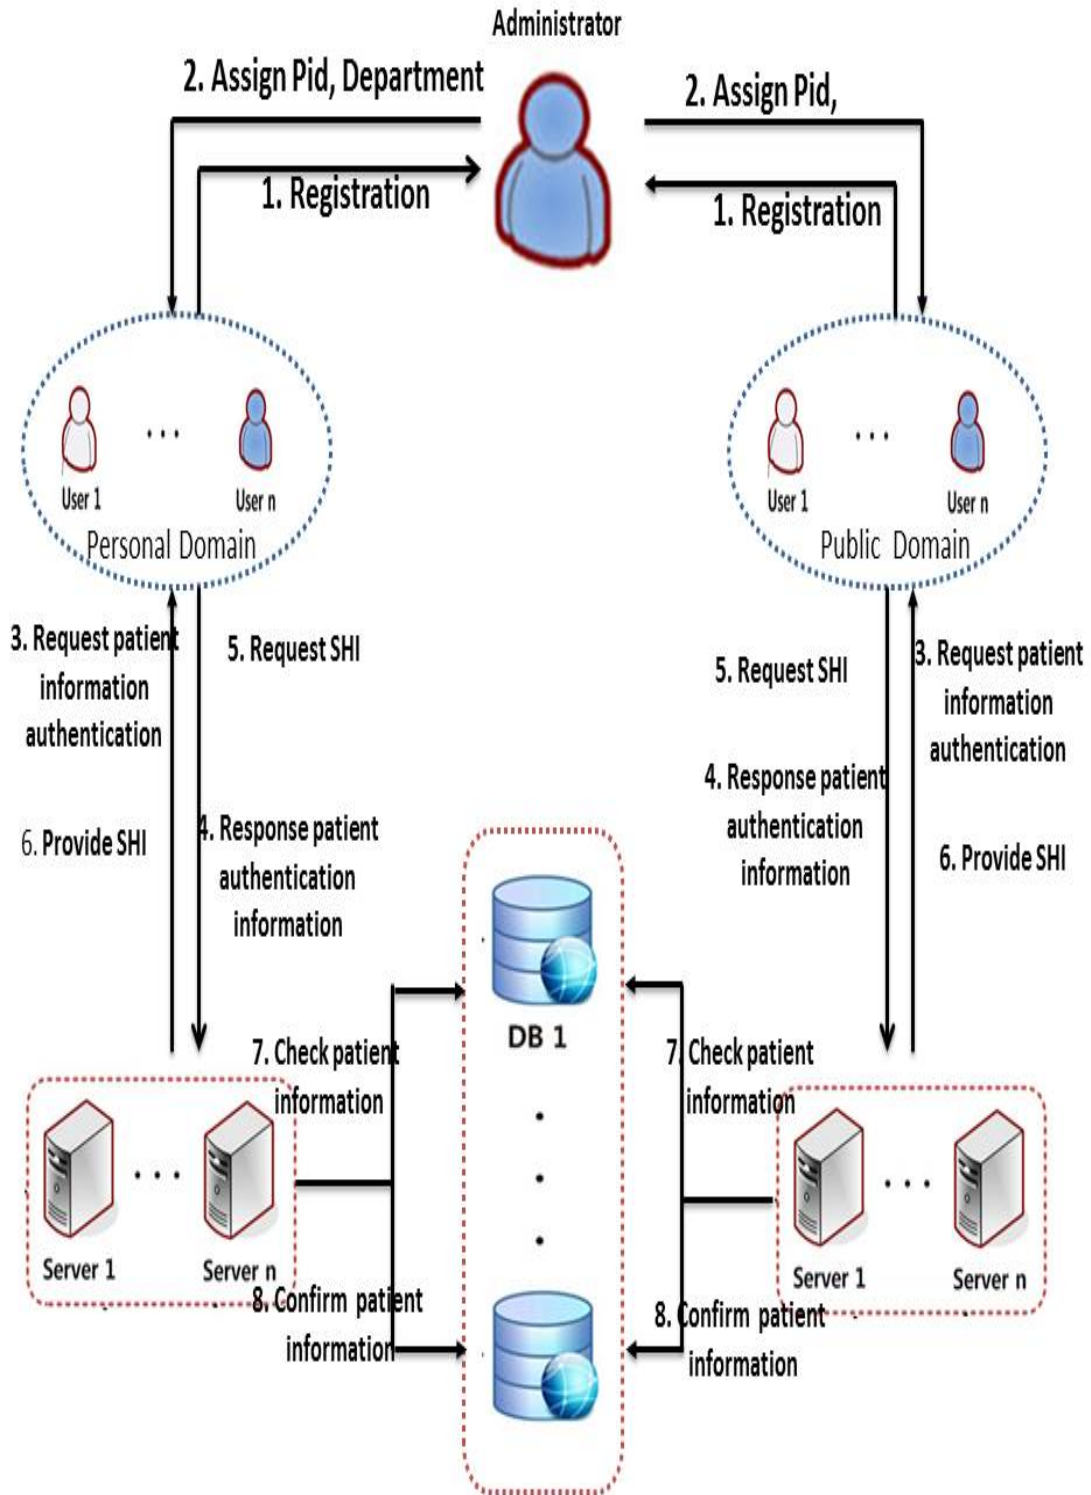 Administrator
2. Assign Pid, Department
2. Assign Pid,
1. Registration
1. Registration
User 1
...
User n
Personal Domain
User 1
...
User n
Public Domain
3. Request patient
information
authentication
5. Request SHI
5. Request SHI
3. Request patient
information
authentication
6. Provide SHI
4. Response patient
authentication
information
4. Response patient
authentication
information
6. Provide SHI
DB 1
7. Check patient
information
7. Check patient
information
Server 1
...
Server n
Server 1
...
Server n
8. Confirm patient
information
8. Confirm patient
information